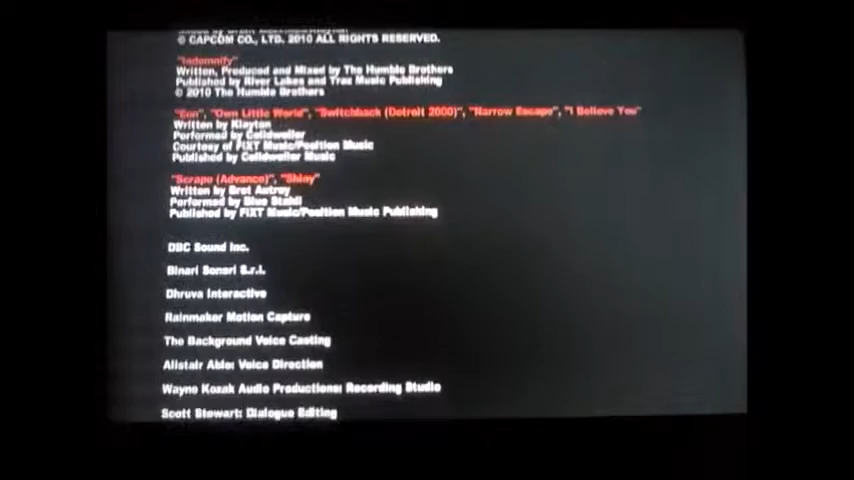 © CAPCOM CO., LTD. 2010 ALL RIGHTS RESERVED.
"Indemnify"
Written, Produced and Mixed by The Humble Brothers
Published by River Lakes and Traz Music Publishing
© 2010 The Humble Brothers
"Eon", "Own Little World", "Switchback (Detroit 2000)", "Narrow Escape", "I Believe You"
Written by Klayton
Performed by Celldweller
Courtesy of FiXT Music/Position Music
Published by Celldweller Music
"Scrape (Advance)", "Shiny"
Written by Bret Autrey
Performed by Blue Stahli
Published by FiXT Music/Position Music Publishing
DBC Sound Inc.
Binari Sonori S.r.l.
Dhruva Interactive
Rainmaker Motion Capture
The Background Voice Casting
Alistair Ablo: Voice Direction
Wayne Kozak Audio Productions: Recording Studio
Scott Stewart: Dialogue Editing